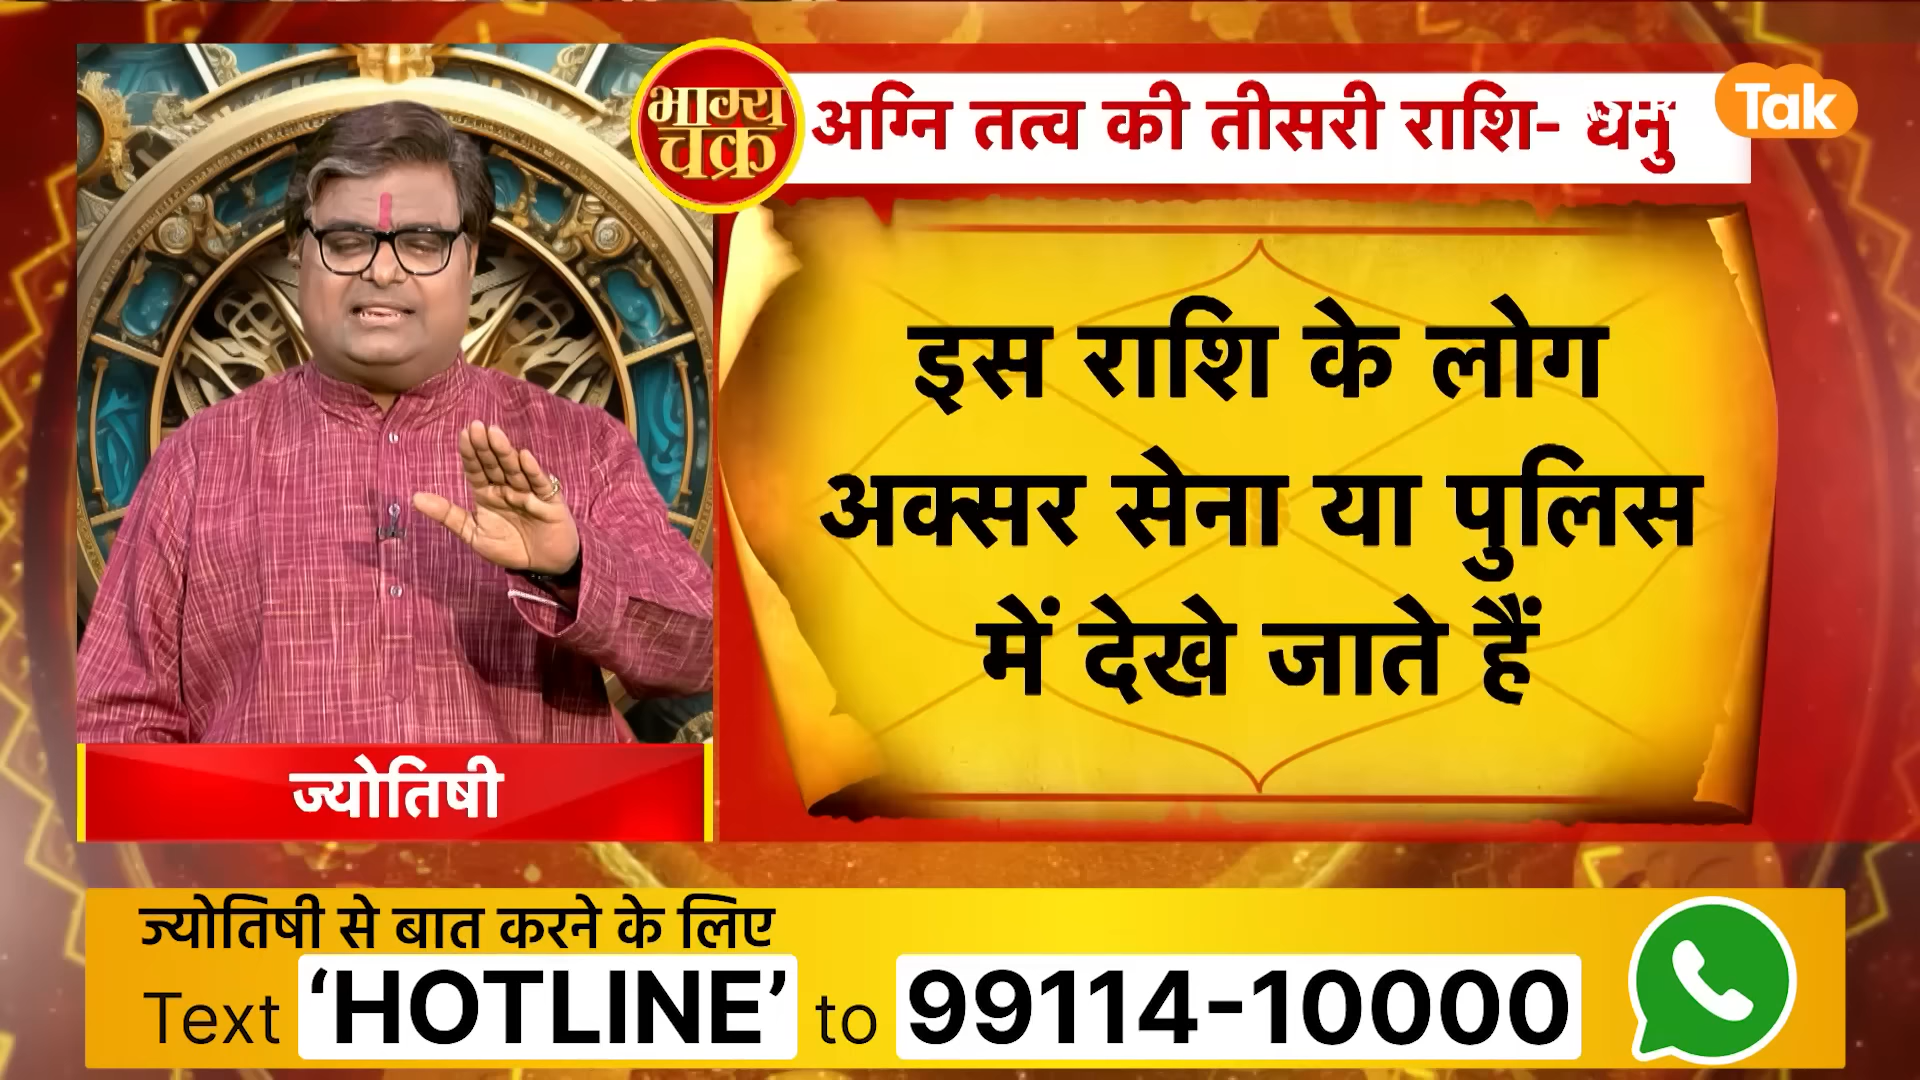 भाग्य
चक्र
अग्नि तत्व की तीसरी राशि- धनु
Tak
इस राशि के लोग
अक्सर सेना या पुलिस
में देखे जाते हैं
ज्योतिषी
ज्योतिषी से बात करने के लिए
Text ‘HOTLINE’ to 99114-10000